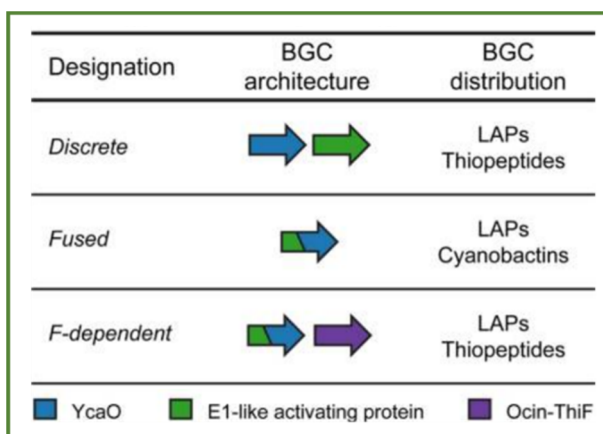 Designation
BGC
architecture
BGC
distribution
Discrete
LAPs
Thiopeptides
Fused
LAPs
Cyanobactins
F-dependent
LAPs
Thiopeptides
YcaO
E1-like activating protein
Ocin-ThiF